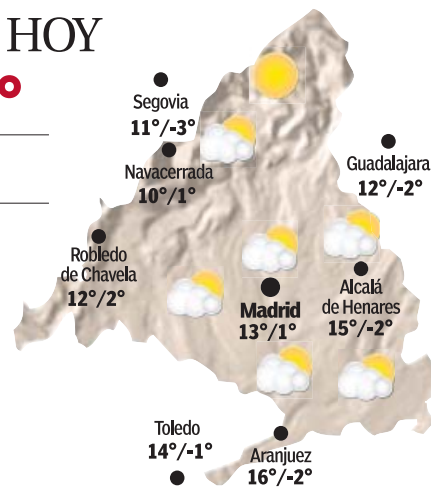 HOY
Segovia
11°/-3°
Navacerrada
10°/1°
Guadalajara
12°/-2°
Robledo
de Chavela
12°/2°
Madrid
13°/1°
Alcalá
de Henares
15°/-2°
Toledo
14°/-1°
Aranjuez
16°/-2°